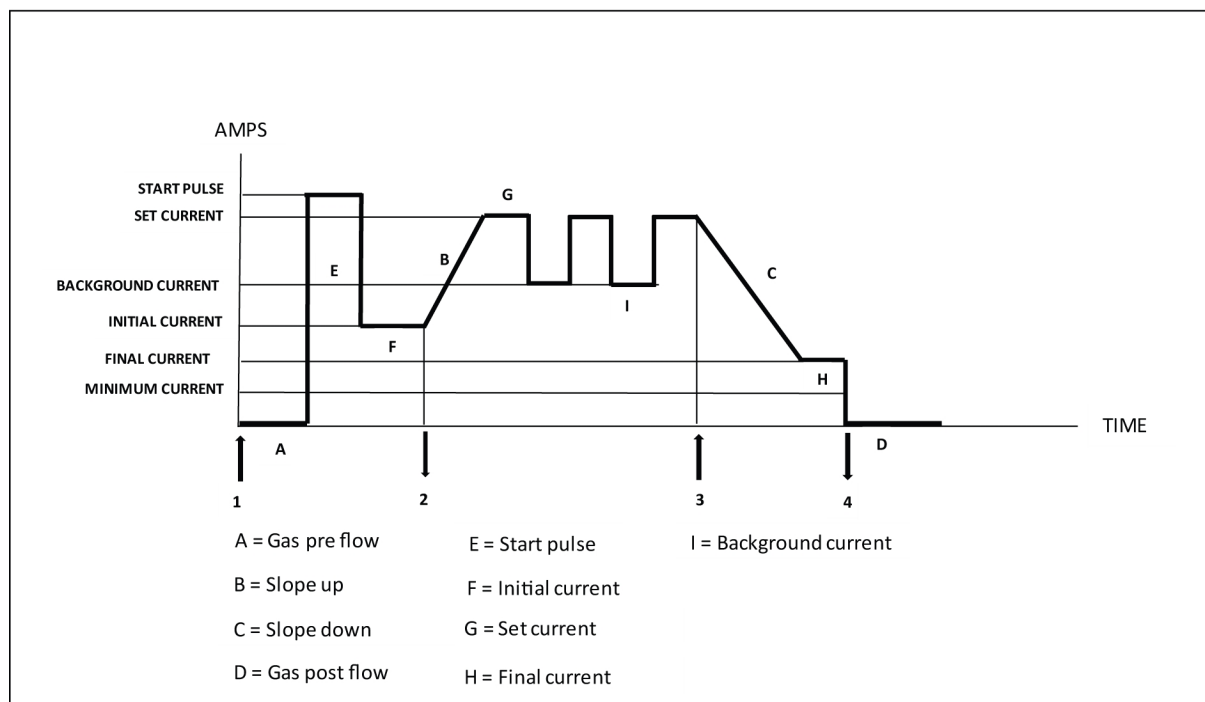 AMPS
START PULSE
SET CURRENT
G
B
C
E
BACKGROUND CURRENT
I
INITIAL CURRENT
F
FINAL CURRENT
H
MINIMUM CURRENT
TIME
A
D
1
2
3
4
A = Gas pre flow
E = Start pulse
I = Background current
B = Slope up
F = Initial current
C = Slope down
G = Set current
D = Gas post flow
H = Final current